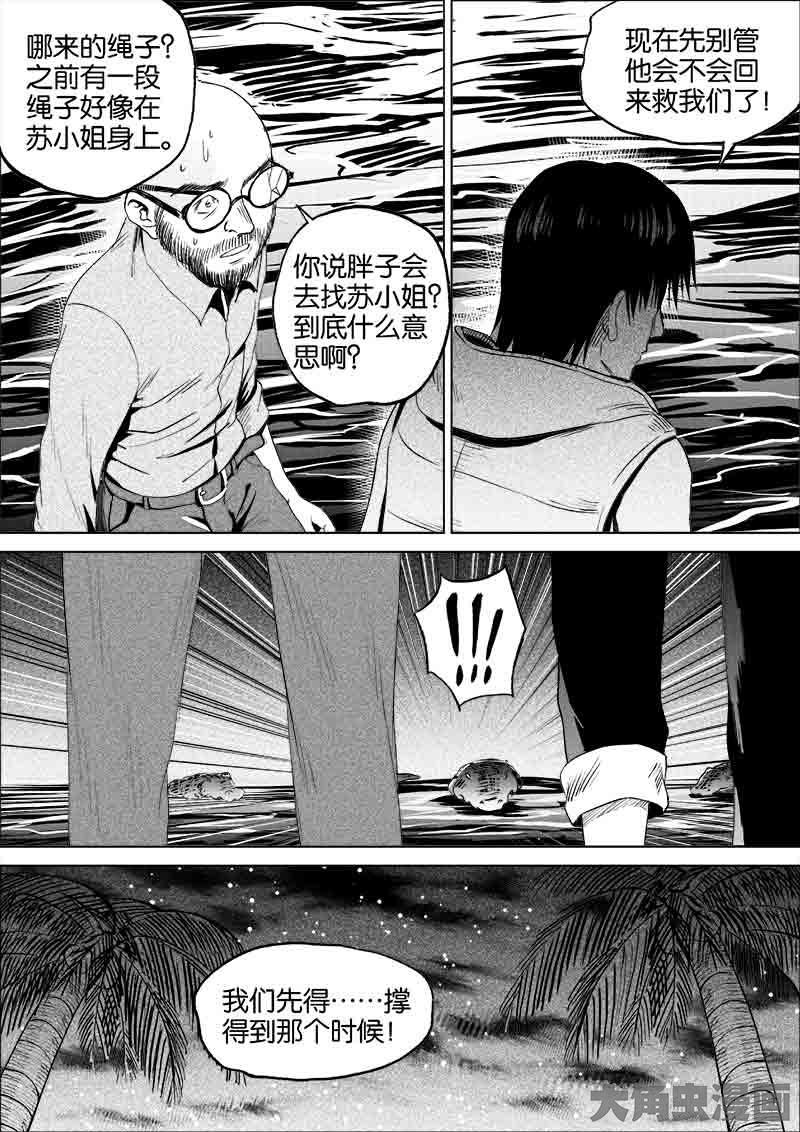 哪来的绳子？
之前有一段
绳子好像在
苏小姐身上。
你说胖子会
去找苏小姐？
到底什么意
思啊？
现在先别管
他会不会回
来救我们了！
!!!
我们先得……撑
得到那个时候！
大角虫漫画